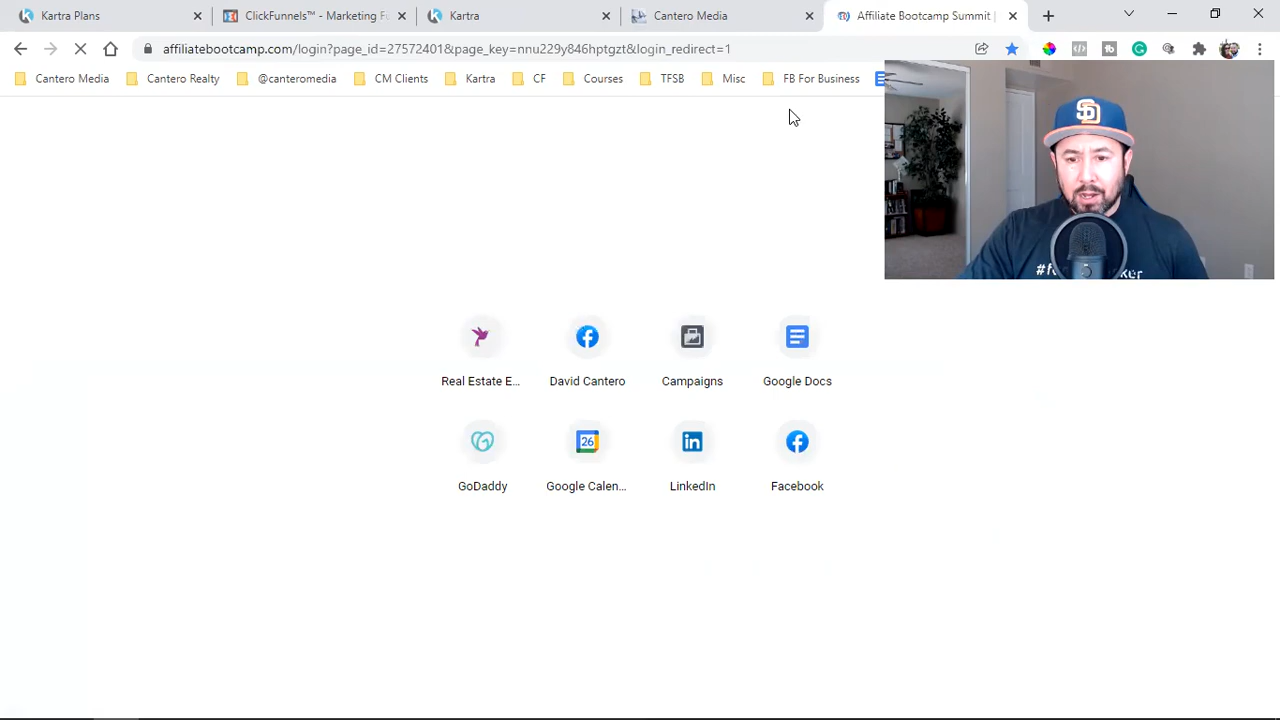 Kartra Plans
ClickFunnels™ - Marketing Fu
Kartra
Cantero Media
Affiliate Bootcamp Summit |
affiliatebootcamp.com/login?page_id=27572401&page_key=nnu229y846hptgzt&login_redirect=1
Cantero Media
Cantero Realty
Canteromedia
CM Clients
Kartra
CF
Courses
TFSB
Misc
FB For Business
SD
Real Estate E...
David Cantero
Campaigns
Google Docs
26
GoDaddy
Google Calen...
LinkedIn
Facebook